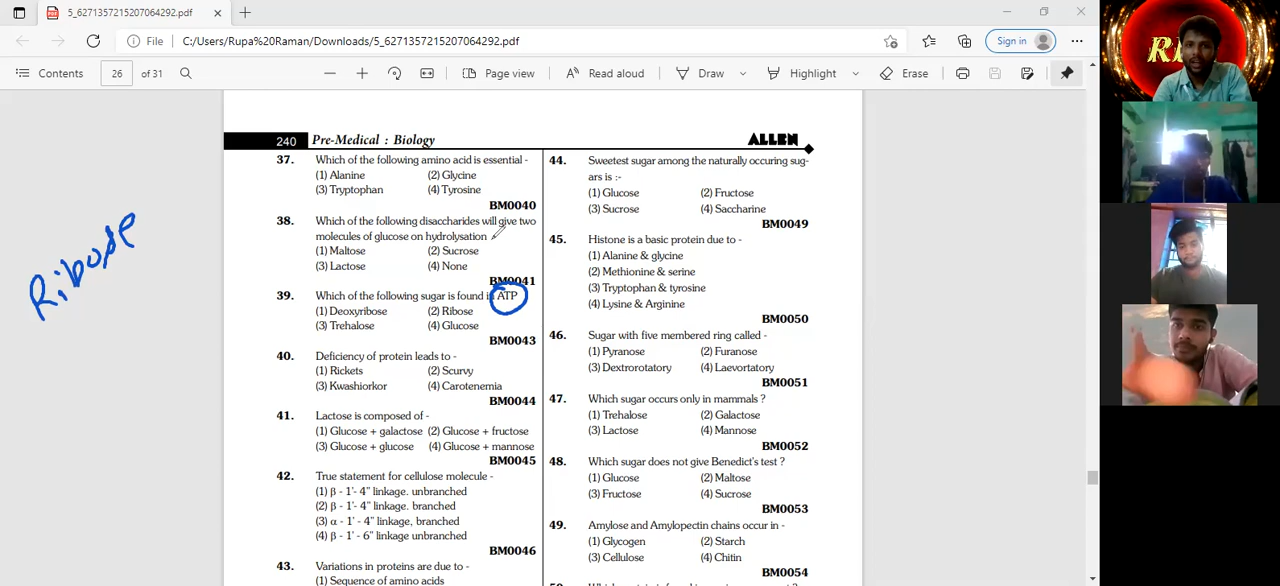 5_6271357215207064292.pdf
File
C:/Users/Rupa%20Raman/Downloads/5_6271357215207064292.pdf
Sign in
Contents
26
of 31
Page view
Read aloud
Draw
Highlight
Erase
240 Pre-Medical : Biology
ALLEN
37. Which of the following amino acid is essential -
(1) Alanine (2) Glycine
(3) Tryptophan (4) Tyrosine
BM0040
38. Which of the following disaccharides will give two
molecules of glucose on hydrolysation
(1) Maltose (2) Sucrose
(3) Lactose (4) None
BM0041
39. Which of the following sugar is found in ATP
(1) Deoxyribose (2) Ribose
(3) Trehalose (4) Glucose
BM0043
40. Deficiency of protein leads to -
(1) Rickets (2) Scurvy
(3) Kwashiorkor (4) Carotenemia
BM0044
41. Lactose is composed of -
(1) Glucose + galactose (2) Glucose + fructose
(3) Glucose + glucose (4) Glucose + mannose
BM0045
42. True statement for cellulose molecule -
(1) β - 1' - 4" linkage. unbranched
(2) β - 1' - 4" linkage. branched
(3) α - 1' - 4" linkage, branched
(4) β - 1' - 6" linkage unbranched
BM0046
43. Variations in proteins are due to -
(1) Sequence of amino acids
44. Sweetest sugar among the naturally occuring sug-
ars is :-
(1) Glucose (2) Fructose
(3) Sucrose (4) Saccharine
BM0049
45. Histone is a basic protein due to -
(1) Alanine & glycine
(2) Methionine & serine
(3) Tryptophan & tyrosine
(4) Lysine & Arginine
BM0050
46. Sugar with five membered ring called -
(1) Pyranose (2) Furanose
(3) Dextrorotatory (4) Laevortatory
BM0051
47. Which sugar occurs only in mammals ?
(1) Trehalose (2) Galactose
(3) Lactose (4) Mannose
BM0052
48. Which sugar does not give Benedict's test ?
(1) Glucose (2) Maltose
(3) Fructose (4) Sucrose
BM0053
49. Amylose and Amylopectin chains occur in -
(1) Glycogen (2) Starch
(3) Cellulose (4) Chitin
BM0054
Ribose